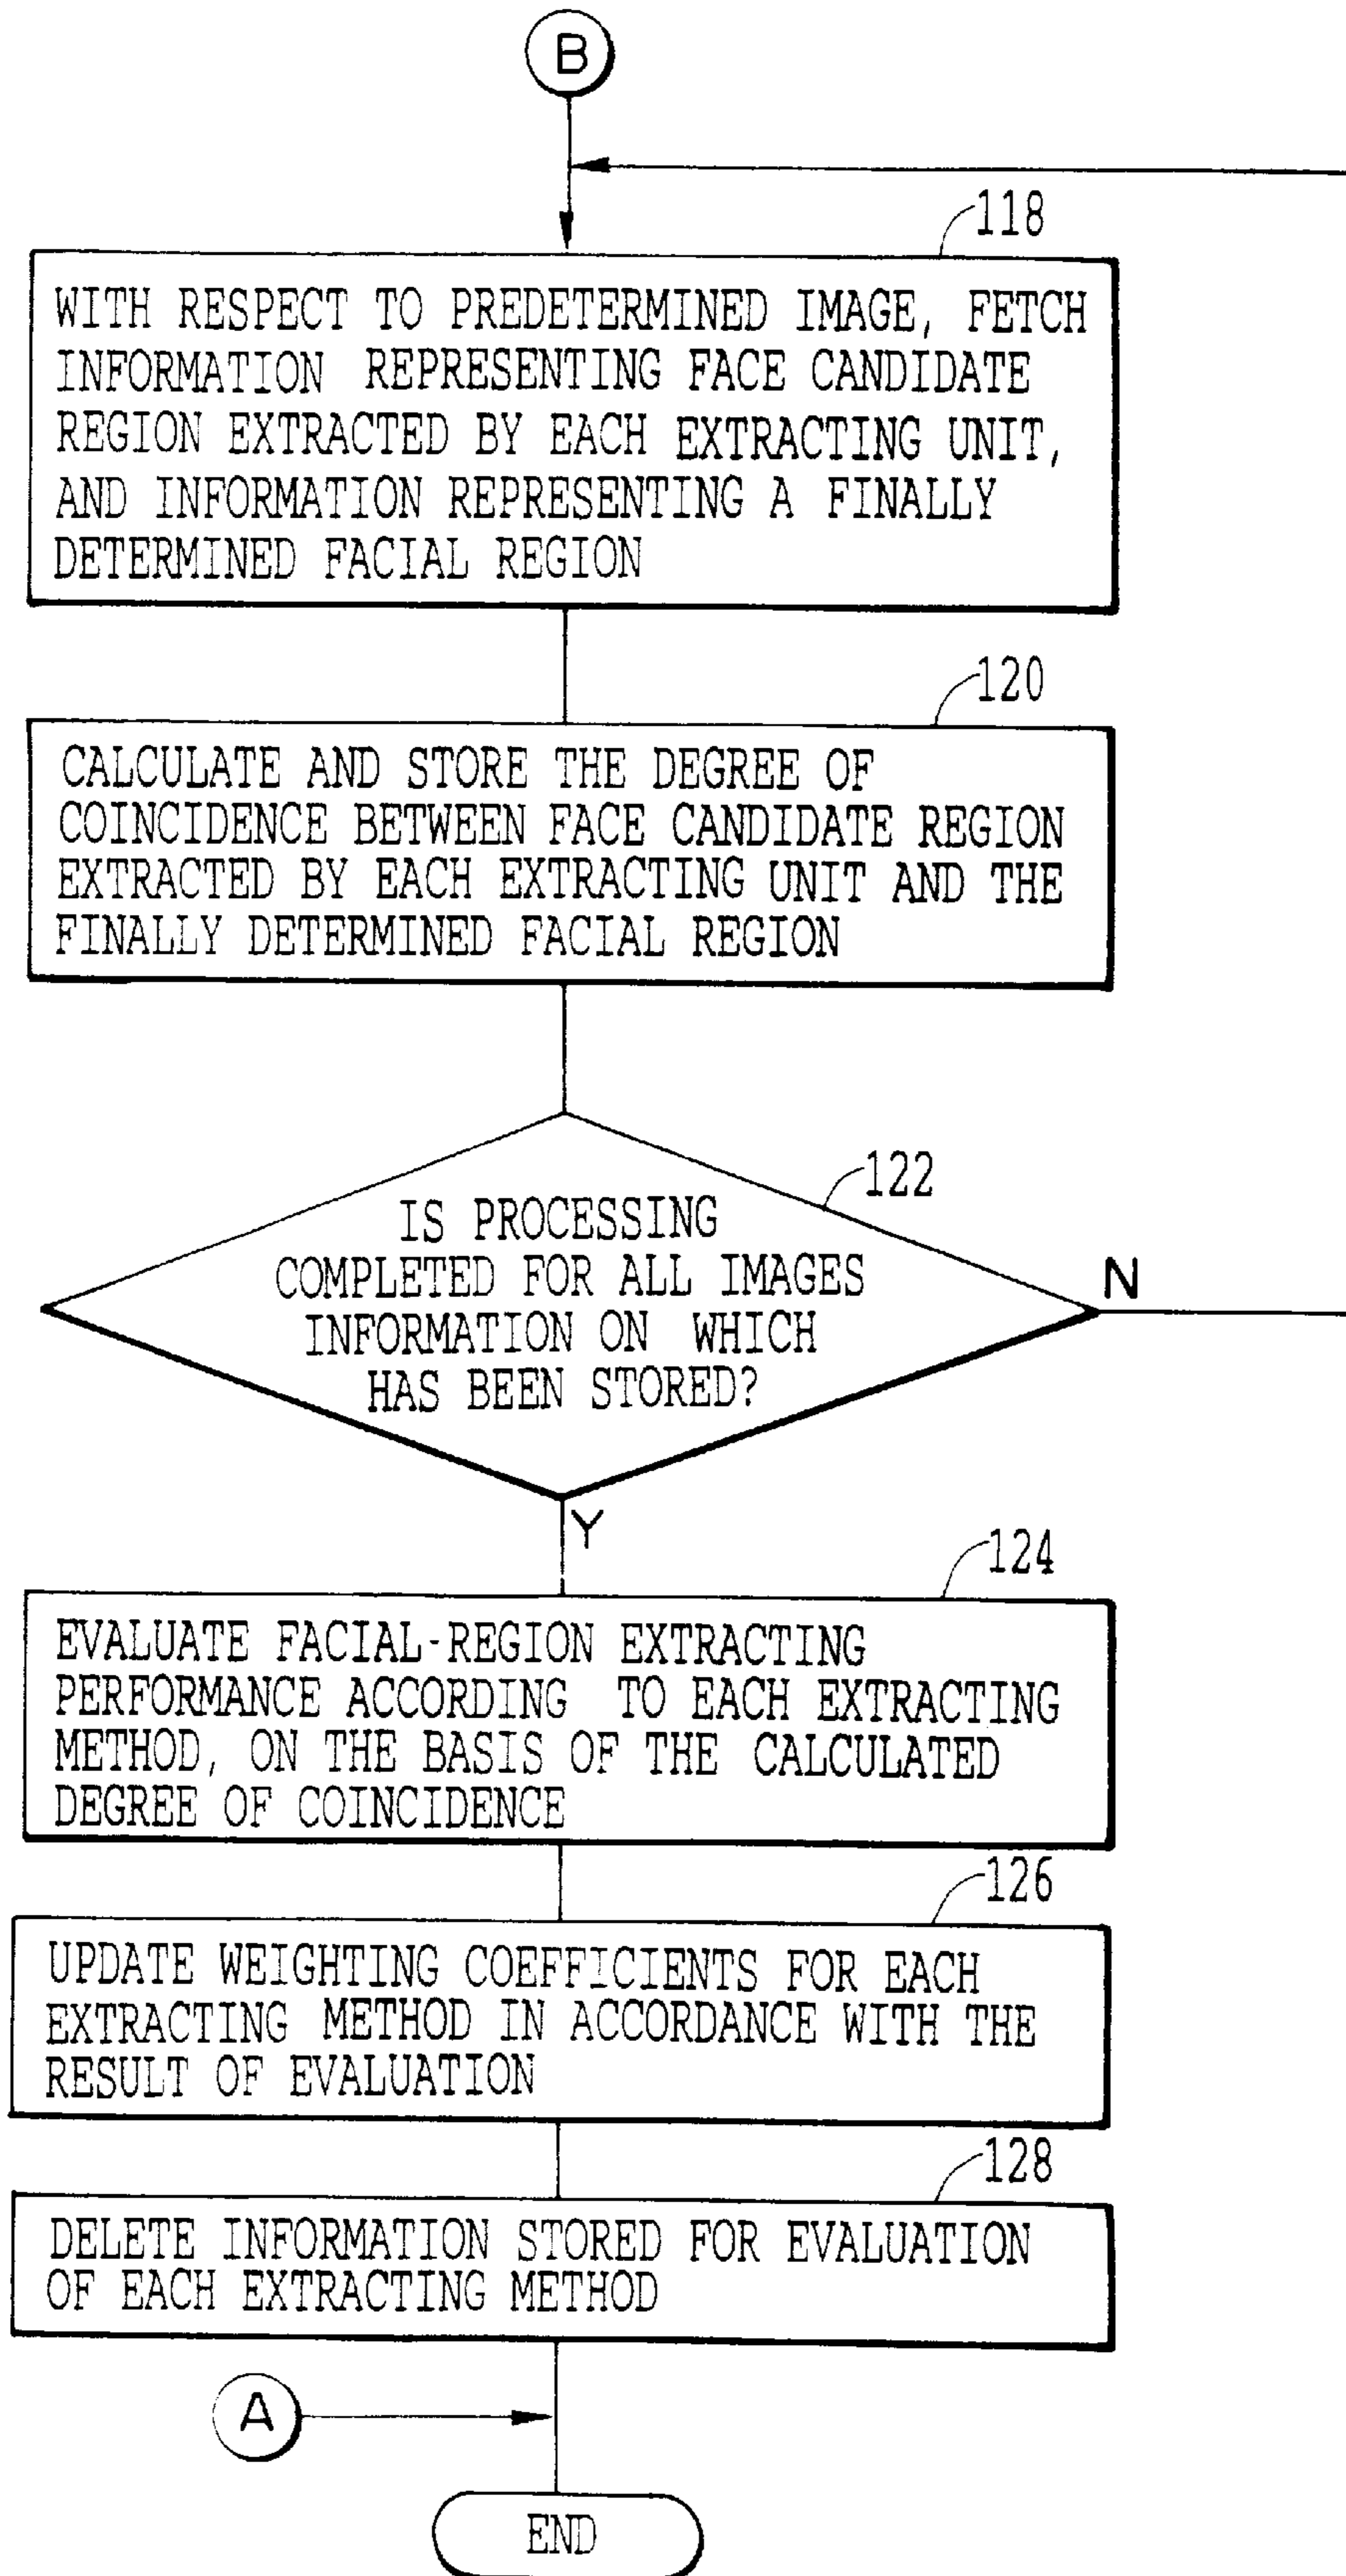 B
118
WITH RESPECT TO PREDETERMINED IMAGE, FETCH
INFORMATION REPRESENTING FACE CANDIDATE
REGION EXTRACTED BY EACH EXTRACTING UNIT,
AND INFORMATION REPRESENTING A FINALLY
DETERMINED FACIAL REGION
120
CALCULATE AND STORE THE DEGREE OF
COINCIDENCE BETWEEN FACE CANDIDATE REGION
EXTRACTED BY EACH EXTRACTING UNIT AND THE
FINALLY DETERMINED FACIAL REGION
122
IS PROCESSING
COMPLETED FOR ALL IMAGES
INFORMATION ON WHICH
HAS BEEN STORED?
N
Y
124
EVALUATE FACIAL-REGION EXTRACTING
PERFORMANCE ACCORDING TO EACH EXTRACTING
METHOD, ON THE BASIS OF THE CALCULATED
DEGREE OF COINCIDENCE
126
UPDATE WEIGHTING COEFFICIENTS FOR EACH
EXTRACTING METHOD IN ACCORDANCE WITH THE
RESULT OF EVALUATION
128
DELETE INFORMATION STORED FOR EVALUATION
OF EACH EXTRACTING METHOD
A
END